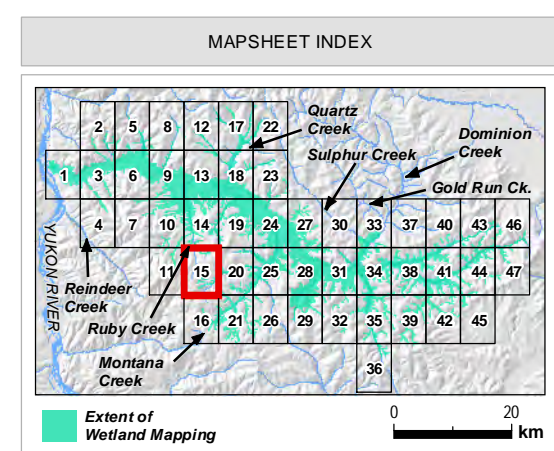 MAPSHEET INDEX
Quartz
Creek
Sulphur Creek
Dominion
Creek
Gold Run Ck.
2 5 8 12 17 22
1 3 6 9 13 18 23
4 7 10 14 19 24 27 30 33 37 40 43 46
11 15 20 25 28 31 34 38 41 44 47
16 21 26 29 32 35 39 42 45
36
YUKON RIVER
Reindeer
Creek
Ruby Creek
Montana
Creek
Extent of
Wetland Mapping
0 20
km